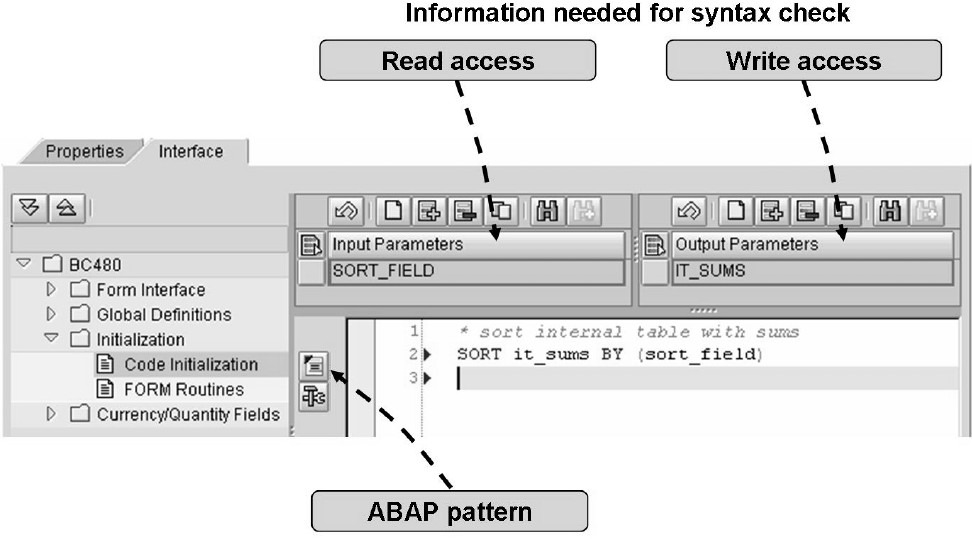 Information needed for syntax check
Read access
Write access
Properties
Interface
Input Parameters
Output Parameters
SORT_FIELD
IT_SUMS
BC480
Form Interface
Global Definitions
Initialization
Code Initialization
FORM Routines
Currency/Quantity Fields
1 * sort internal table with sums
2 SORT it_sums BY (sort_field)
3
ABAP pattern